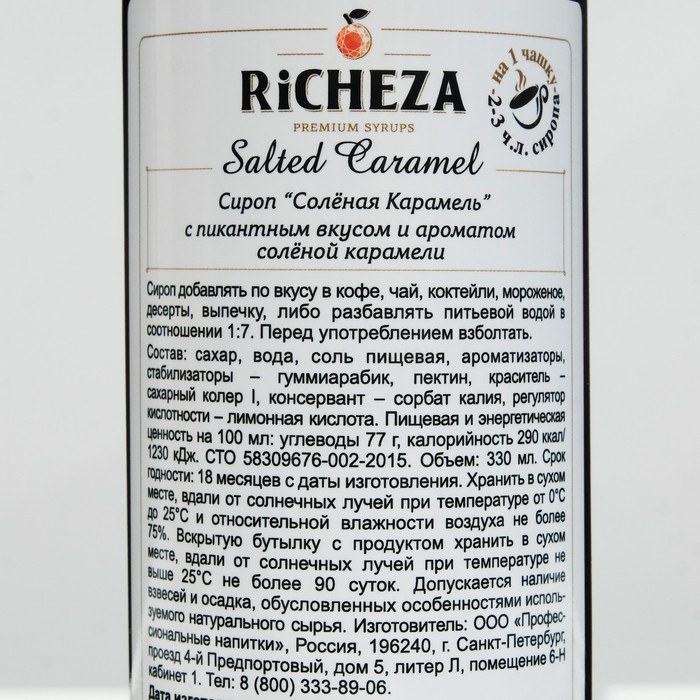 RiCHEZA
PREMIUM SYRUPS
на 1 чашку
2-3 ч.л. сиропа
Salted Caramel
Сироп “Солёная Карамель”
с пикантным вкусом и ароматом
солёной карамели
Сироп добавлять по вкусу в кофе, чай, коктейли, мороженое,
десерты, выпечку, либо разбавлять питьевой водой в
соотношении 1:7. Перед употреблением взболтать.
Состав: сахар, вода, соль пищевая, ароматизаторы,
стабилизаторы – гуммиарабик, пектин, краситель –
сахарный колер I, консервант – сорбат калия, регулятор
кислотности – лимонная кислота. Пищевая и энергетическая
ценность на 100 мл: углеводы 77 г, калорийность 290 ккал/
1230 кДж. СТО 58309676-002-2015. Объем: 330 мл. Срок
годности: 18 месяцев с даты изготовления. Хранить в сухом
месте, вдали от солнечных лучей при температуре от 0°С
до 25°С и относительной влажности воздуха не более
75%. Вскрытую бутылку с продуктом хранить в сухом
месте, вдали от солнечных лучей при температуре не
выше 25°С не более 90 суток. Допускается наличие
взвесей и осадка, обусловленных особенностями исполь-
зуемого натурального сырья. Изготовитель: ООО «Профес-
сиональные напитки», Россия, 196240, г. Санкт-Петербург,
проезд 4-й Предпортовый, дом 5, литер Л, помещение 6-Н
кабинет 1. Тел: 8 (800) 333-89-06.
Дата